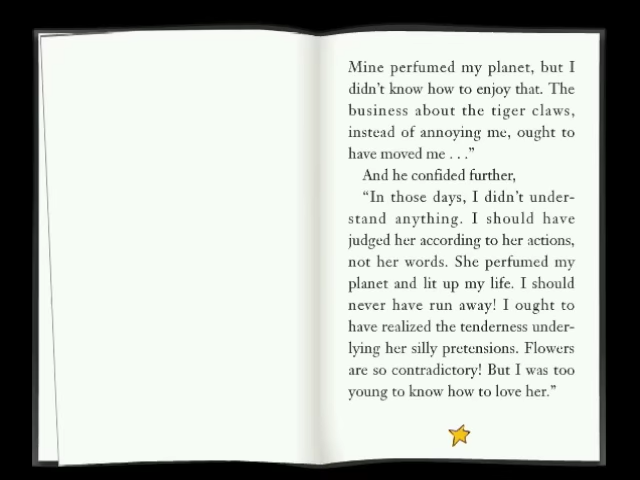 Mine perfumed my planet, but I
didn't know how to enjoy that. The
business about the tiger claws,
instead of annoying me, ought to
have moved me . . ."
And he confided further,
"In those days, I didn't under-
stand anything. I should have
judged her according to her actions,
not her words. She perfumed my
planet and lit up my life. I should
never have run away! I ought to
have realized the tenderness under-
lying her silly pretensions. Flowers
are so contradictory! But I was too
young to know how to love her."